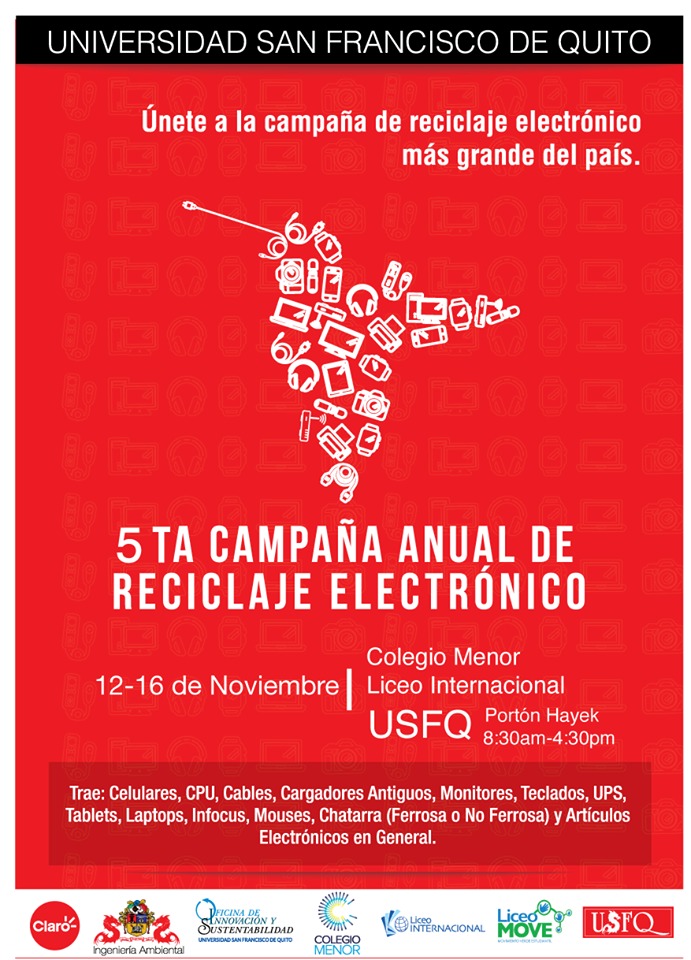 UNIVERSIDAD SAN FRANCISCO DE QUITO
Únete a la campaña de reciclaje electrónico
más grande del país.
5 TA CAMPAÑA ANUAL DE
RECICLAJE ELECTRÓNICO
12-16 de Noviembre
Colegio Menor
Liceo Internacional
USFQ
Portón Hayek
8:30am-4:30pm
Trae: Celulares, CPU, Cables, Cargadores Antiguos, Monitores, Teclados, UPS,
Tablets, Laptops, Infocus, Mouses, Chatarra (Ferrosa o No Ferrosa) y Artículos
Electrónicos en General.
Claro
Ingeniería Ambiental
OFICINA DE
INNOVACIÓN Y
SUSTENTABILIDAD
UNIVERSIDAD SAN FRANCISCO DE QUITO
COLEGIO
MENOR
Liceo
INTERNACIONAL
Liceo
MOVE
USFQ